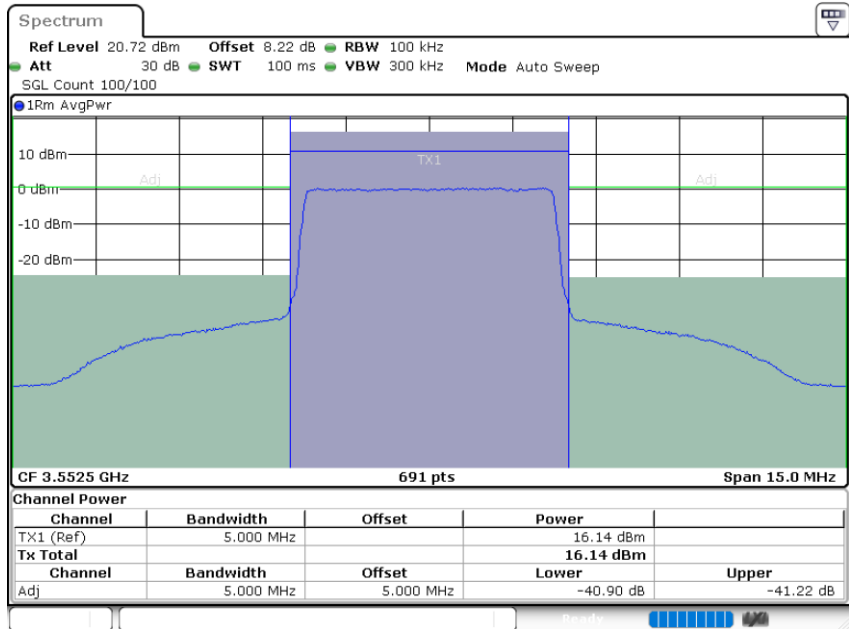 Spectrum
Ref Level 20.72 dBm Offset 8.22 dB RBW 100 kHz
Att 30 dB SWT 100 ms VBW 300 kHz Mode Auto Sweep
SGL Count 100/100
1Rm AvgPwr
10 dBm
TX1
Adj Adj
0 dBm
-10 dBm
-20 dBm
CF 3.5525 GHz 691 pts Span 15.0 MHz
Channel Power
Channel Bandwidth Offset Power
TX1 (Ref) 5.000 MHz 16.14 dBm
Tx Total 16.14 dBm
Channel Bandwidth Offset Lower Upper
Adj 5.000 MHz 5.000 MHz -40.90 dB -41.22 dB
Ready